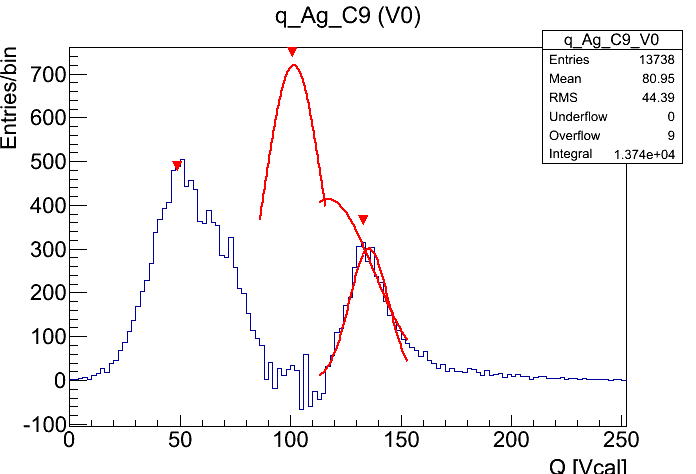 q_Ag_C9 (V0)
q_Ag_C9_V0
Entries 13738
Mean 80.95
RMS 44.39
Underflow 0
Overflow 9
Integral 1.374e+04
Entries/bin
700
600
500
400
300
200
100
0
-100
0 50 100 150 200 250
Q [Vcal]